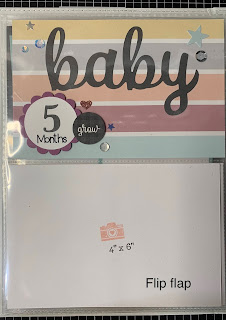 baby
5
Months
grow
4" x 6"
Flip flap